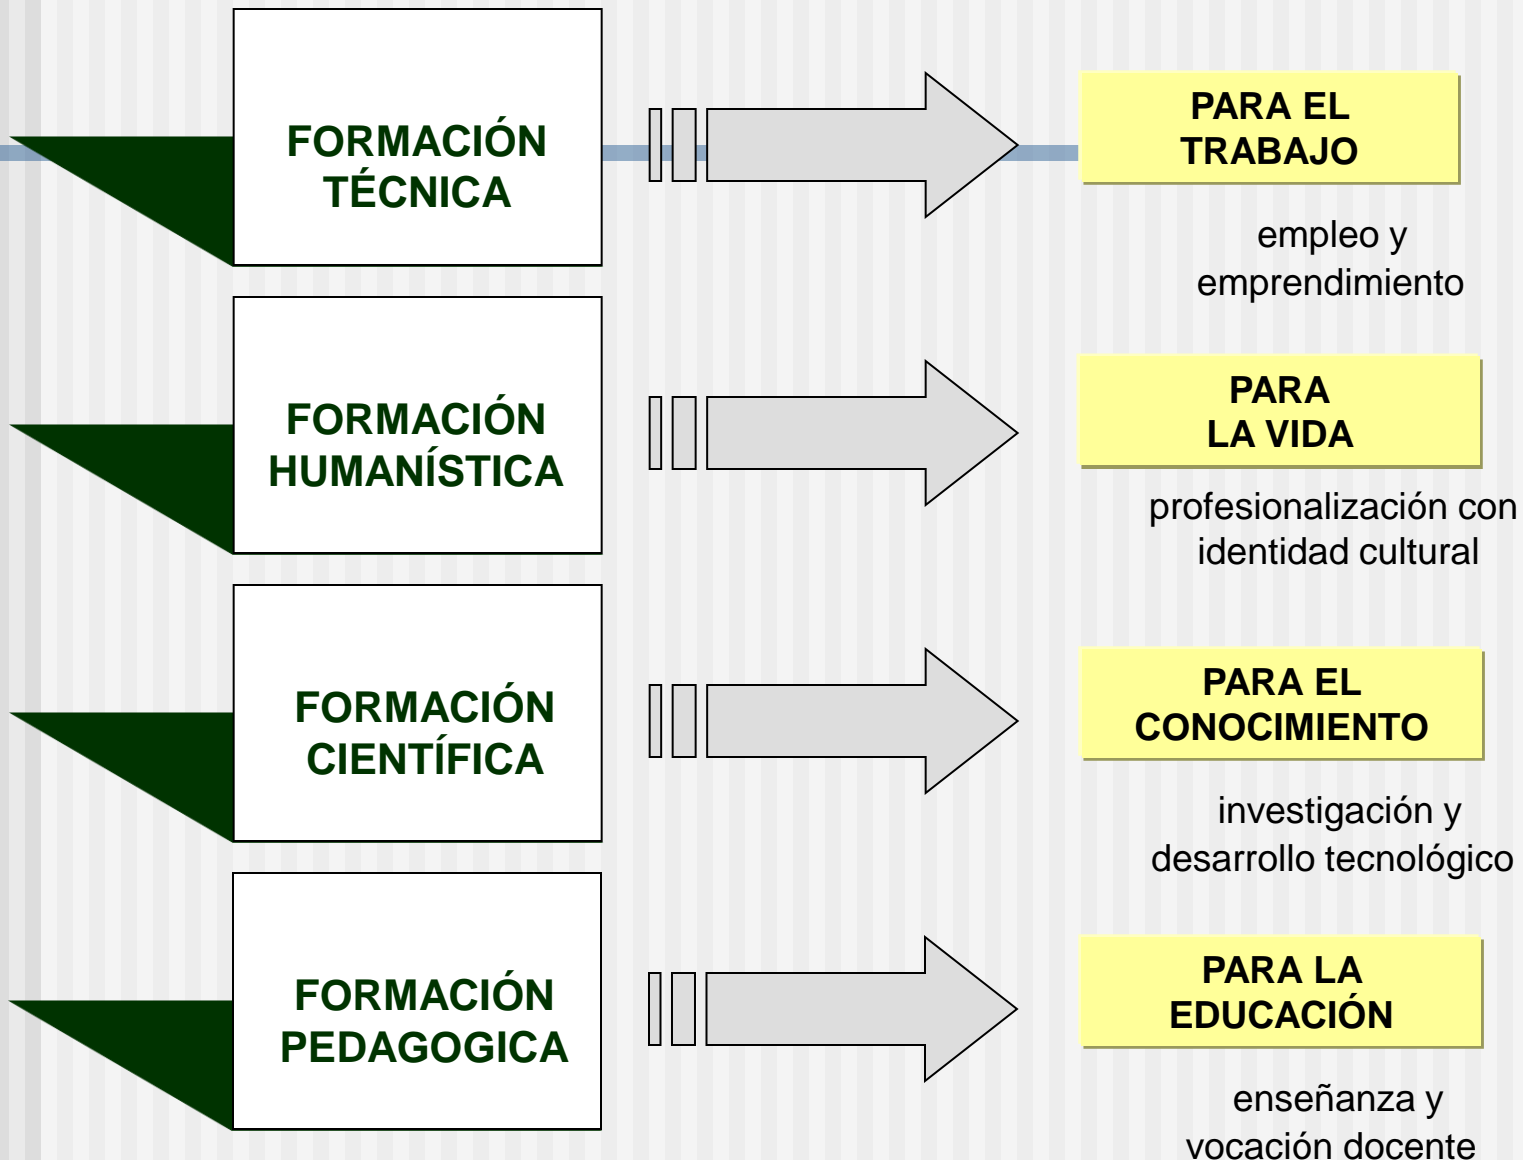 FORMACIÓN
TÉCNICA
PARA EL
TRABAJO
empleo y
emprendimiento
FORMACIÓN
HUMANÍSTICA
PARA
LA VIDA
profesionalización con
identidad cultural
FORMACIÓN
CIENTÍFICA
PARA EL
CONOCIMIENTO
investigación y
desarrollo tecnológico
FORMACIÓN
PEDAGOGICA
PARA LA
EDUCACIÓN
enseñanza y
vocación docente